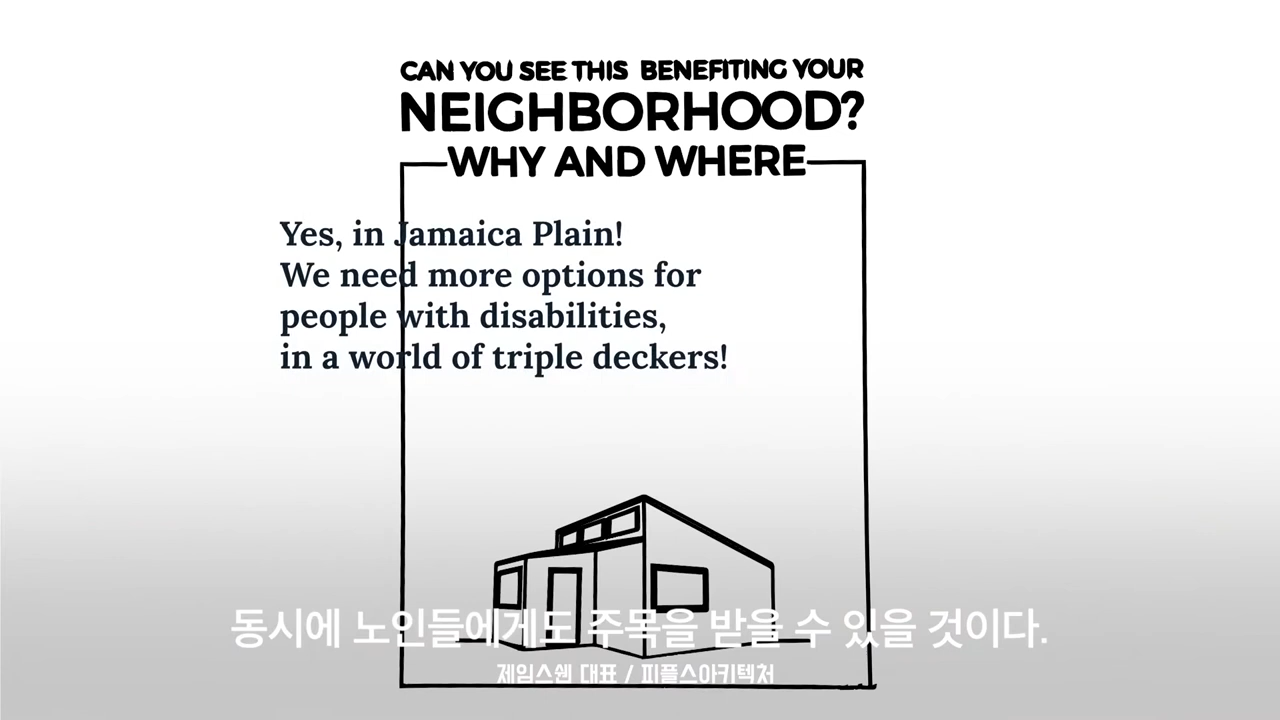 CAN YOU SEE THIS BENEFITING YOUR
NEIGHBORHOOD?
WHY AND WHERE
Yes, in Jamaica Plain!
We need more options for
people with disabilities,
in a world of triple deckers!
동시에 노인들에게도 주목을 받을 수 있을 것이다.
제임스쉔 대표 / 피플스아키텍처